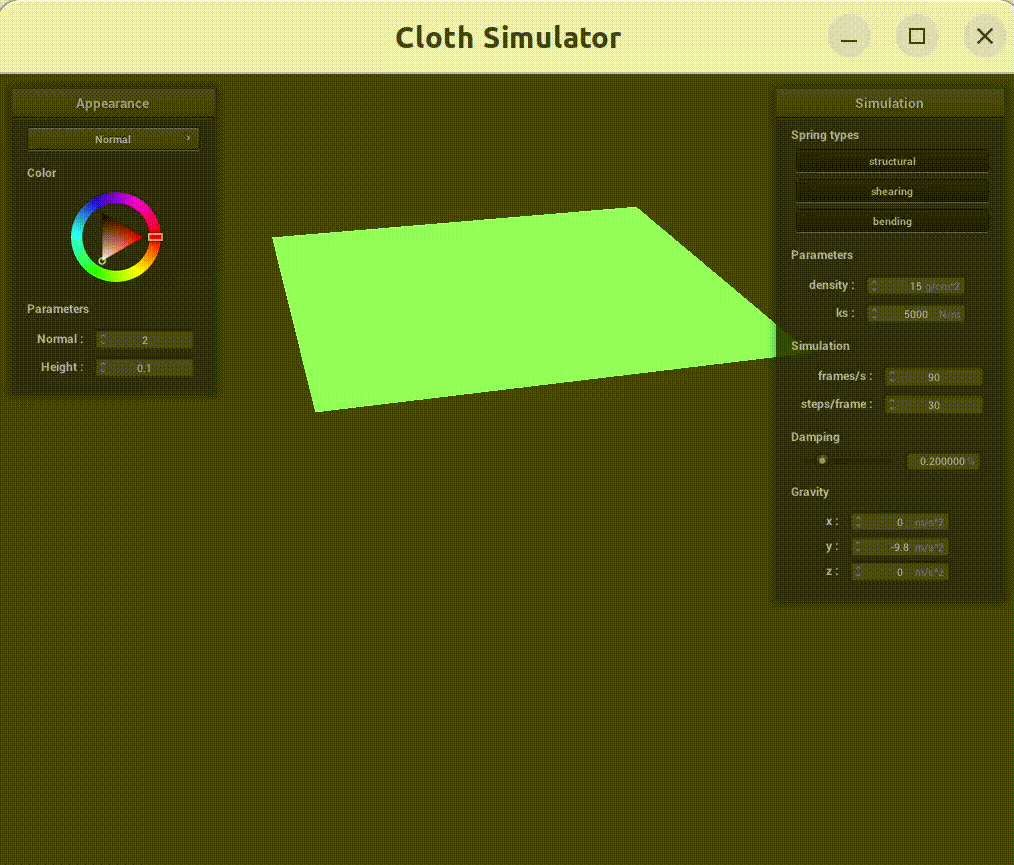 Cloth Simulator
Appearance
Normal
Color
Parameters
Normal : 2
Height : 0.1
Simulation
Spring types
structural
shearing
bending
Parameters
density : 15 g/cm^2
ks : 5000 N/m
Simulation
frames/s : 90
steps/frame : 30
Damping
0.200000 %
Gravity
x : 0 m/s^2
y : -9.8 m/s^2
z : 0 m/s^2